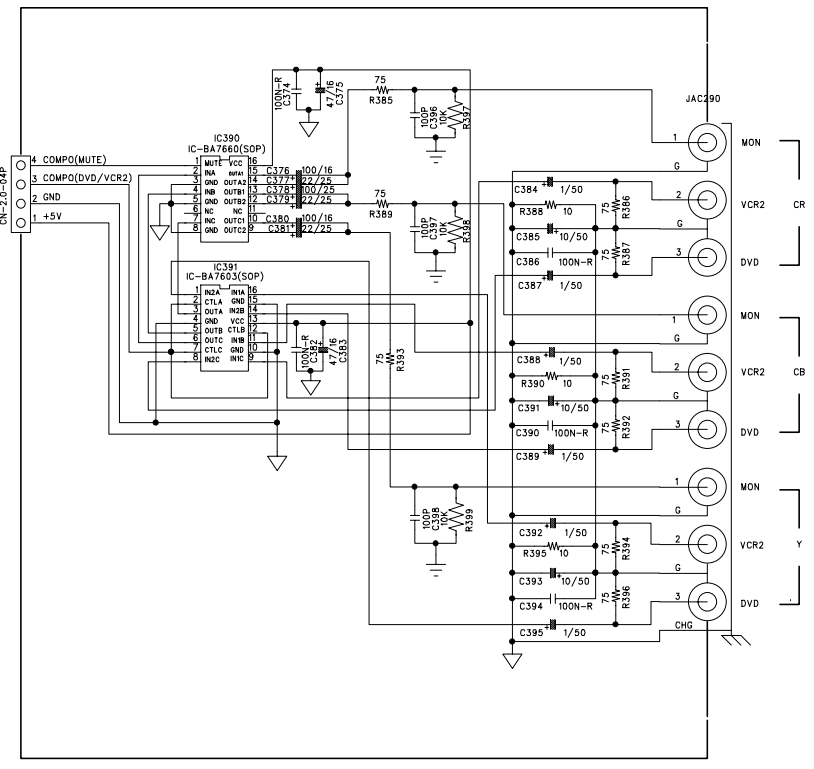 JAC290
100N-R
C374
47/16
C375
75
R385
100P
C396
10K
R397
1
MON
G
IC390
IC-BA7660(SOP)
CN-2.0-04P
4 COMPO(MUTE)
3 COMPO(DVD/VCR2)
2 GND
1 +5V
1 MUTE VCC 16
2 INA OUTA1 15
3 GND OUTA2 14
4 INB OUTB1 13
5 GND OUTB2 12
6 NC NC 11
7 INC OUTC1 10
8 GND OUTC2 9
C376 100/16
C377 + 22/25
C378 + 100/25
C379 + 22/25
C380 100/16
C381 + 22/25
75
R389
100P
C397
10K
R398
C384 + 1/50
R388 10
C385 + 10/50
C386 100N-R
C387 + 1/50
75
R386
75
R387
2
VCR2
CR
G
3
DVD
IC391
IC-BA7603(SOP)
1 IN2A IN1A 16
2 CTLA GND 15
3 OUTA IN2B 14
4 GND VCC 13
5 OUTB CTLB 12
6 OUTC IN1B 11
7 CTLC GND 10
8 IN2C IN1C 9
100N-R
C382
47/16
C383
75
R393
1
MON
G
C388 + 1/50
R390 10
C391 + 10/50
C390 100N-R
C389 + 1/50
75
R391
75
R392
2
VCR2
CB
G
3
DVD
100P
C398
10K
R399
1
MON
G
C392 + 1/50
R395 10
C393 + 10/50
C394 100N-R
C395 + 1/50
75
R394
75
R396
2
VCR2
Y
G
3
DVD
CHG